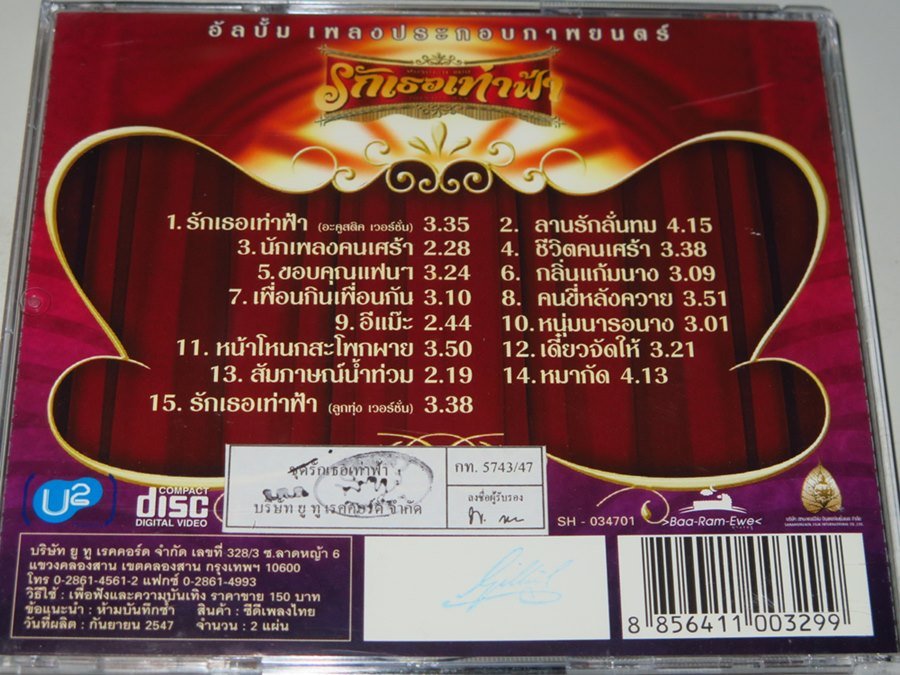 อัลบั้ม เพลงประกอบภาพยนตร์
รักเธอเท่าฟ้า
1. รักเธอเท่าฟ้า (อะคูสติค เวอร์ชั่น) 3.35
2. ลานรักลั่นทม 4.15
3. นักเพลงคนเศร้า 2.28
4. ชีวิตคนเศร้า 3.38
5. ขอบคุณแฟนฯ 3.24
6. กลิ่นแก้มนาง 3.09
7. เพื่อนกินเพื่อนกัน 3.10
8. คนขี่หลังควาย 3.51
9. อีแม๊ะ 2.44
10. หนุ่มนารอนาง 3.01
11. หน้าโหนกสะโพกผาย 3.50
12. เดี๋ยวจัดให้ 3.21
13. สัมภาษณ์น้ำท่วม 2.19
14. หมากัด 4.13
15. รักเธอเท่าฟ้า (ลูกทุ่ง เวอร์ชั่น) 3.38
U2
COMPACT
disc
DIGITAL VIDEO
ชุดรักเธอเท่าฟ้า
บริษัท ยู ทู เรคคอร์ด จำกัด
กท. 5743/47
ลงชื่อผู้รับรอง
SH - 034701
>Baa-Ram-Ewe<
บริษัท ยู ทู เรคคอร์ด จำกัด เลขที่ 328/3 ซ.ลาดหญ้า 6
แขวงคลองสาน เขตคลองสาน กรุงเทพฯ 10600
โทร 0-2861-4561-2 แฟกซ์ 0-2861-4993
วิธีใช้ : เพื่อฟังและความบันเทิง ราคาขาย 150 บาท
ข้อแนะนำ : ห้ามบันทึกซ้ำ สินค้า : ซีดีเพลงไทย
วันที่ผลิต : กันยายน 2547 จำนวน : 2 แผ่น
8 856411 003299